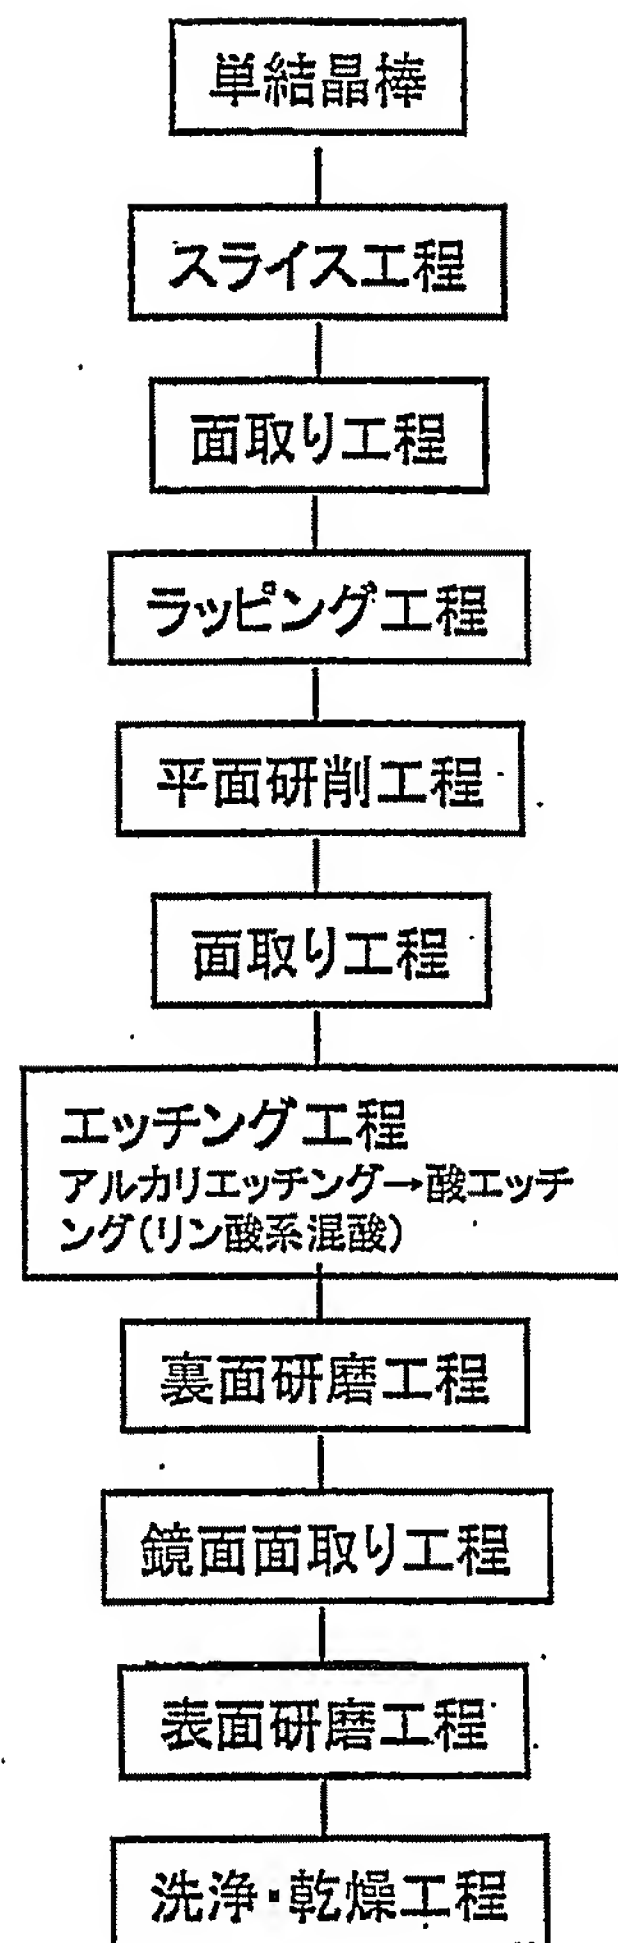 単結晶棒
スライス工程
面取り工程
ラッピング工程
平面研削工程
面取り工程
エッチング工程
アルカリエッチング→酸エッチ
ング(リン酸系混酸)
裏面研磨工程
鏡面面取り工程
表面研磨工程
洗浄・乾燥工程